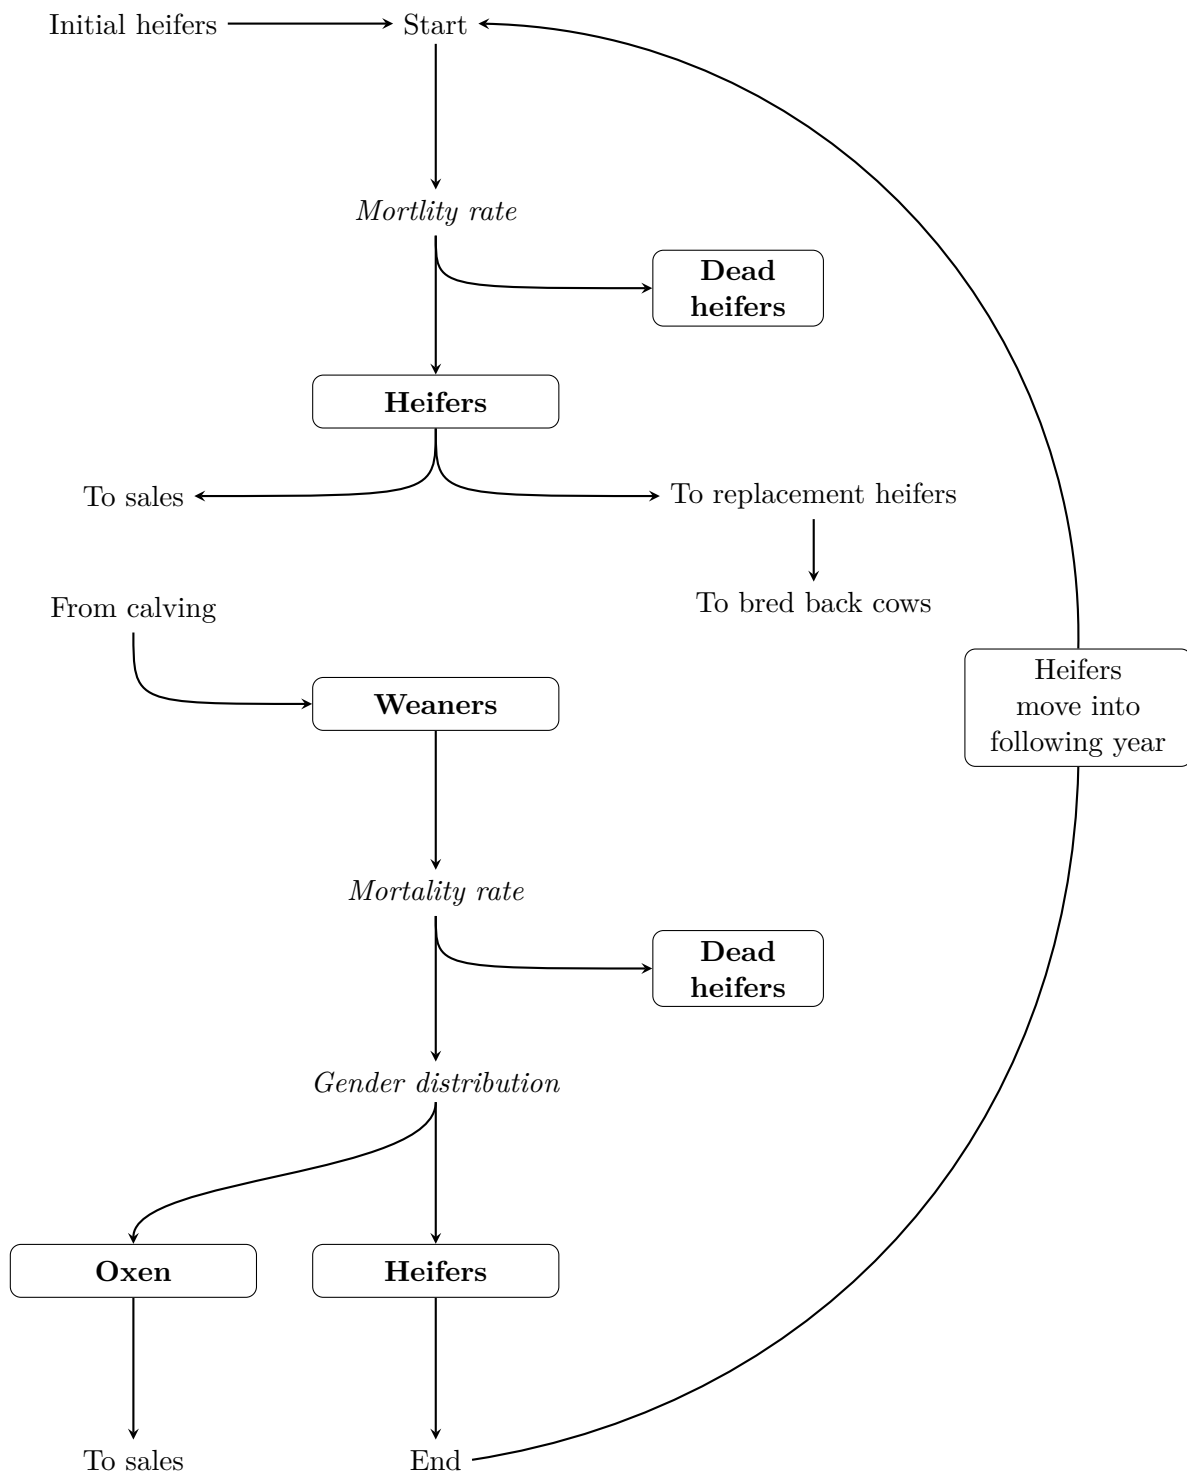 Initial heifers
Start
Mortlity rate
Dead
heifers
Heifers
To sales
To replacement heifers
To bred back cows
From calving
Heifers
move into
following year
Weaners
Mortality rate
Dead
heifers
Gender distribution
Oxen
Heifers
To sales
End